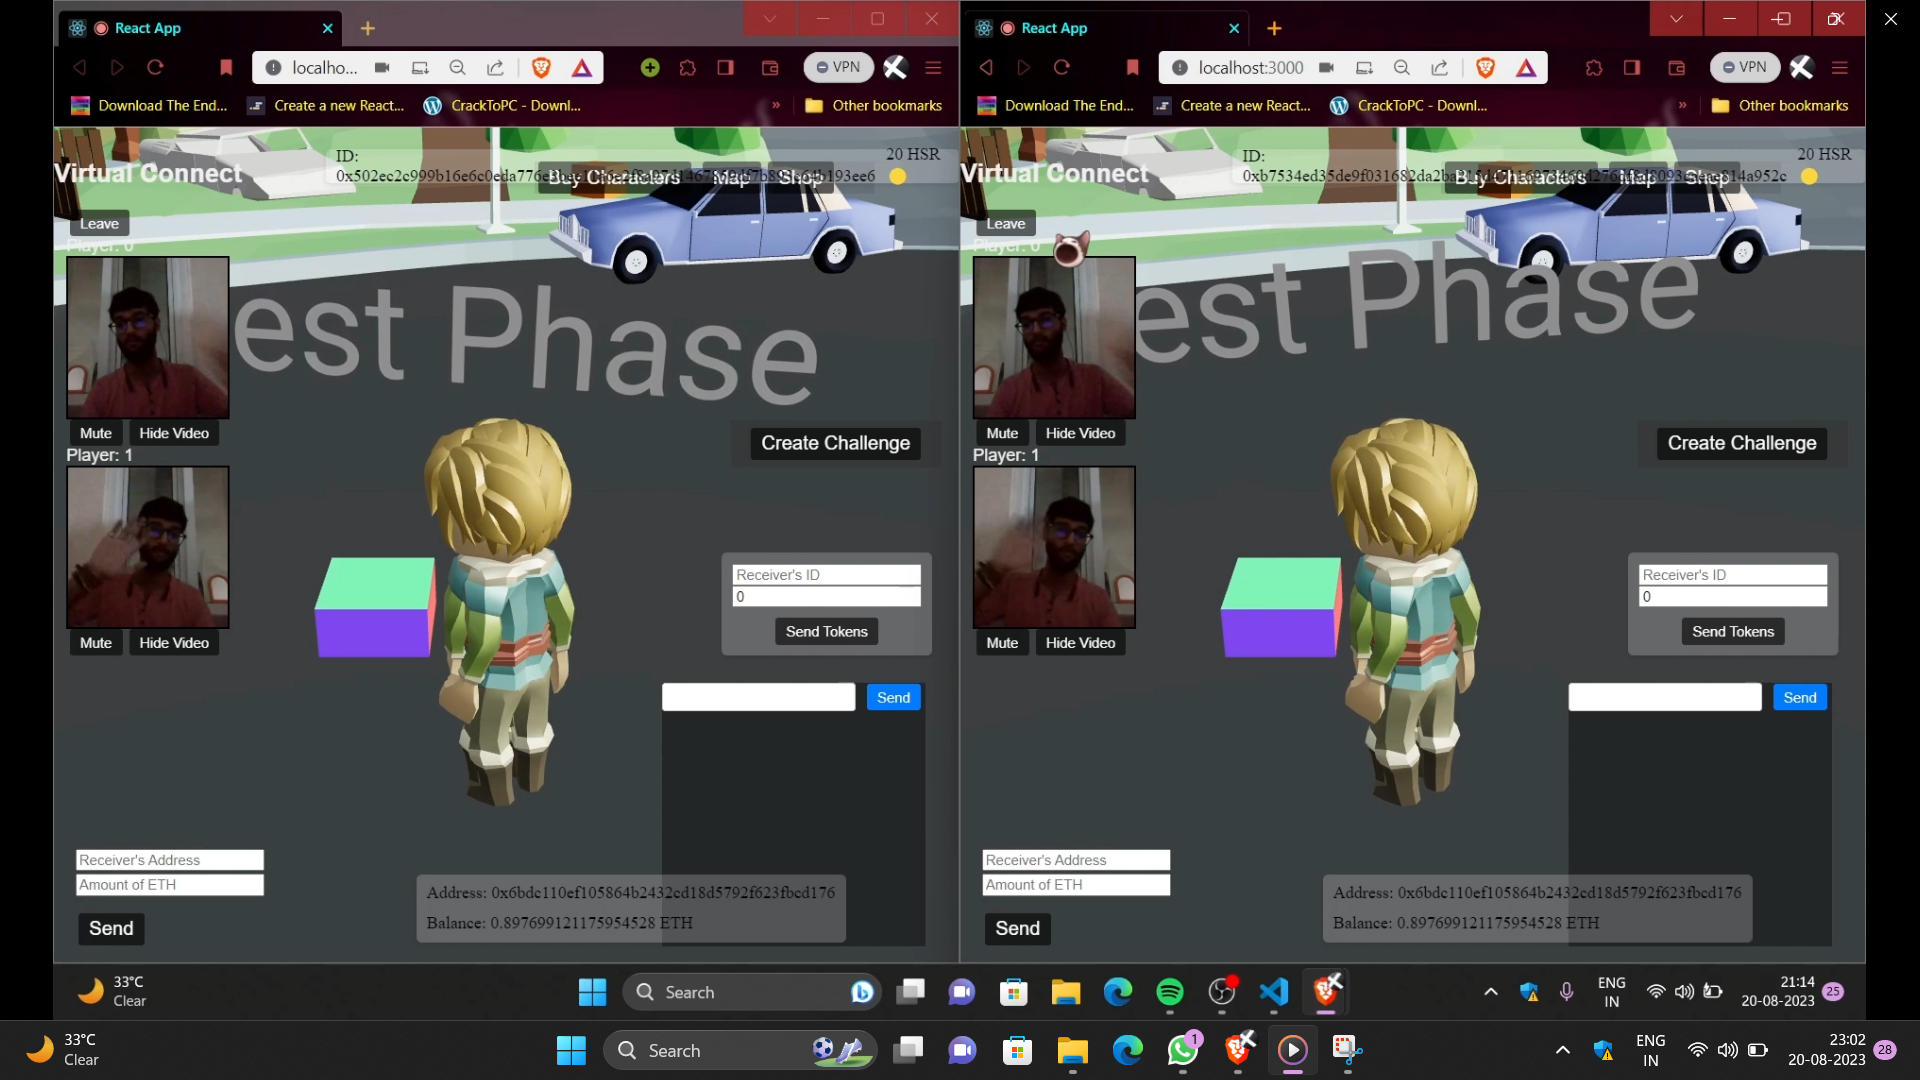 React App
React App
localho...
VPN
localhost:3000
VPN
Download The End...
Create a new React...
CrackToPC - Downl...
»
Other bookmarks
Download The End...
Create a new React...
CrackToPC - Downl...
»
Other bookmarks
Virtual Connect
ID:
Buy Characters
Map
Shop
20 HSR
Leave
Player: 0
est Phase
Mute
Hide Video
Player: 1
Create Challenge
Receiver's ID
0
Send Tokens
Mute
Hide Video
Send
Receiver's Address
Amount of ETH
Send
Address: 0x6bdc110ef105864b2432cd18d5792f623fbcd176
Balance: 0.897699121175954528 ETH
Virtual Connect
ID:
Buy Characters
Map
Shop
20 HSR
Leave
Player: 0
est Phase
Mute
Hide Video
Player: 1
Create Challenge
Receiver's ID
0
Send Tokens
Mute
Hide Video
Send
Receiver's Address
Amount of ETH
Send
Address: 0x6bdc110ef105864b2432cd18d5792f623fbcd176
Balance: 0.897699121175954528 ETH
33°C
Clear
Search
ENG
IN
21:14
20-08-2023
25
33°C
Clear
Search
1
ENG
IN
23:02
20-08-2023
28